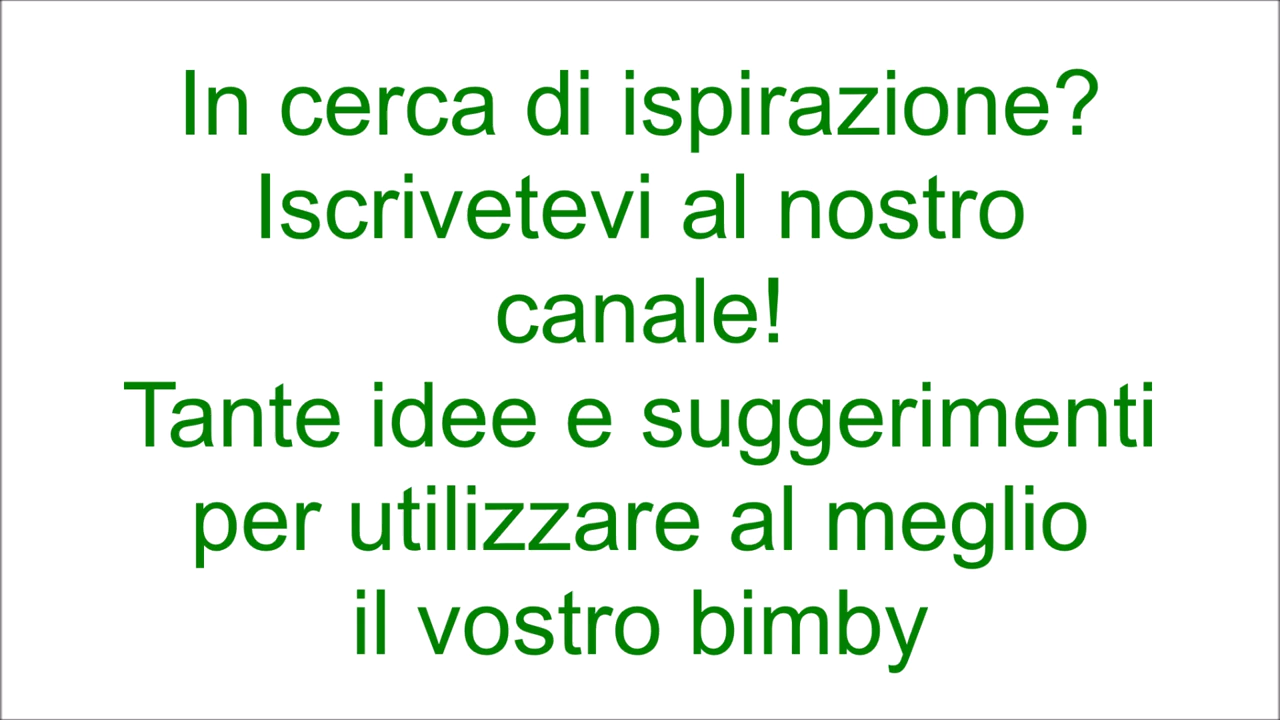 In cerca di ispirazione?
Iscrivetevi al nostro
canale!
Tante idee e suggerimenti
per utilizzare al meglio
il vostro bimby